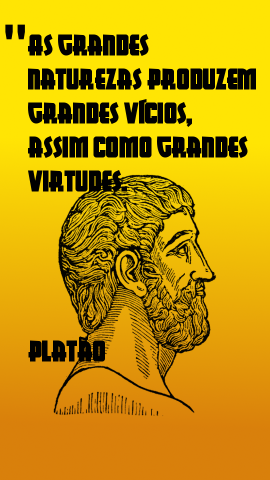 "AS GRANDES
NATUREZAS PRODUZEM
GRANDES VÍCIOS,
ASSIM COMO GRANDES
VIRTUDES.
PLATÃO